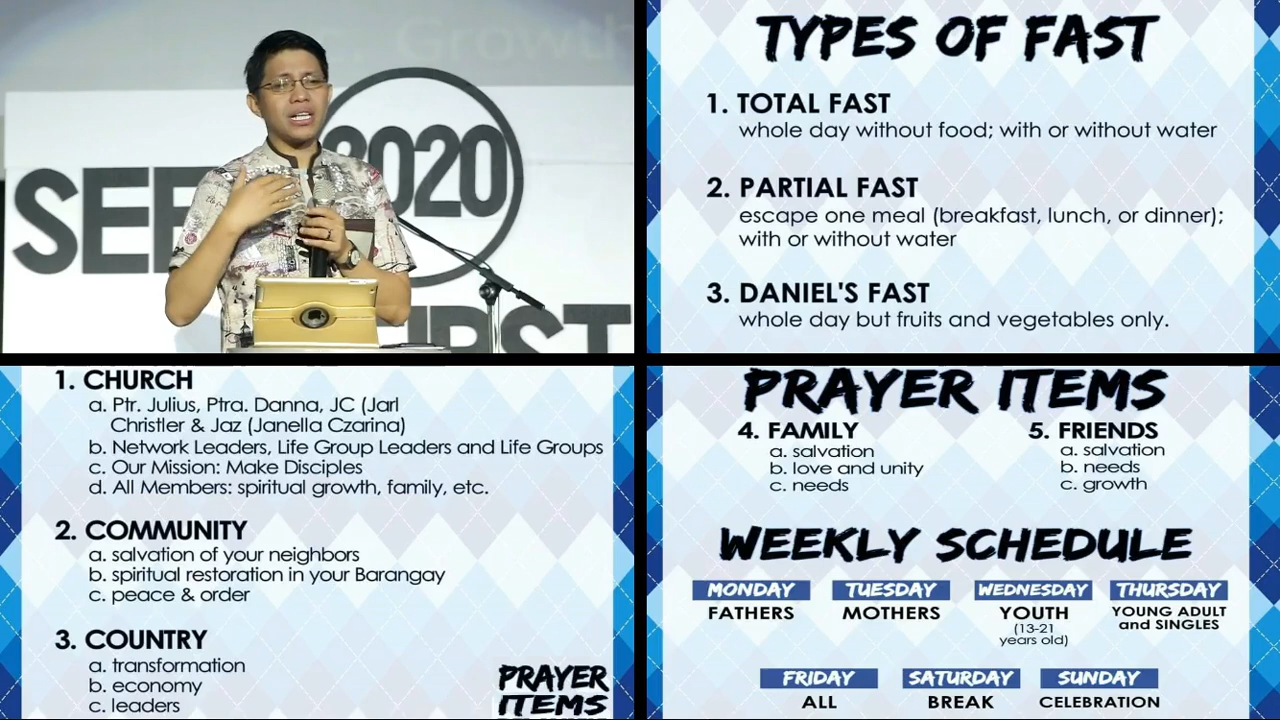 Growth
SEE
2020
TYPES OF FAST
1. TOTAL FAST
whole day without food; with or without water
2. PARTIAL FAST
escape one meal (breakfast, lunch, or dinner);
with or without water
3. DANIEL'S FAST
whole day but fruits and vegetables only.
1. CHURCH
a. Ptr. Julius, Ptra. Danna, JC (Jarl
Christler & Jaz (Janella Czarina)
b. Network Leaders, Life Group Leaders and Life Groups
c. Our Mission: Make Disciples
d. All Members: spiritual growth, family, etc.
2. COMMUNITY
a. salvation of your neighbors
b. spiritual restoration in your Barangay
c. peace & order
3. COUNTRY
a. transformation
b. economy
c. leaders
PRAYER
ITEMS
PRAYER ITEMS
4. FAMILY
a. salvation
b. love and unity
c. needs
5. FRIENDS
a. salvation
b. needs
c. growth
WEEKLY SCHEDULE
MONDAY
FATHERS
TUESDAY
MOTHERS
WEDNESDAY
YOUTH
(13-21
years old)
THURSDAY
YOUNG ADULT
and SINGLES
FRIDAY
ALL
SATURDAY
BREAK
SUNDAY
CELEBRATION